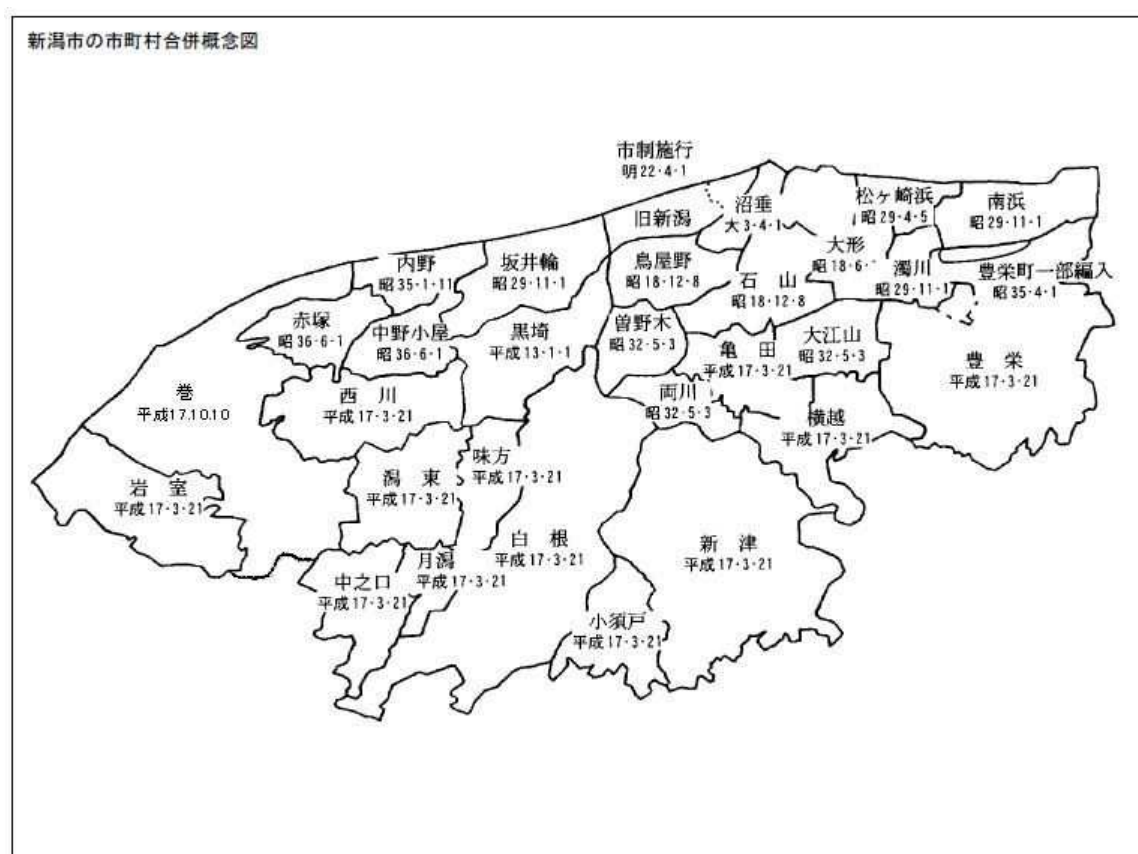 新潟市の市町村合併概念図
市制施行
明22·4·1
旧新潟
沼垂
大3·4·1
松ヶ崎浜
昭29·4·5
南浜
昭29·11·1
内野
昭35·1·11
坂井輪
昭29·11·1
鳥屋野
昭18·12·8
石山
昭18·12·8
大形
昭18·6·
濁川
昭29·11·1
豊栄町一部編入
昭35·4·1
赤塚
昭36·6·1
中野小屋
昭36·6·1
黒埼
平成13·1·1
曽野木
昭32·5·3
亀田
平成17·3·21
大江山
昭32·5·3
豊栄
平成17·3·21
巻
平成17.10.10
西川
平成17·3·21
両川
昭32·5·3
横越
平成17·3·21
岩室
平成17·3·21
潟東
平成17·3·21
味方
平成17·3·21
白根
平成17·3·21
新津
平成17·3·21
中之口
平成17·3·21
月潟
平成17·3·21
小須戸
平成17·3·21